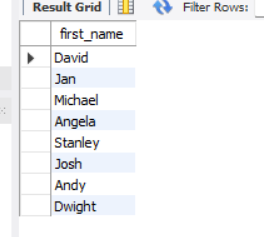 Result Grid Filter Rows:
first_name
David
Jan
Michael
Angela
Stanley
Josh
Andy
Dwight